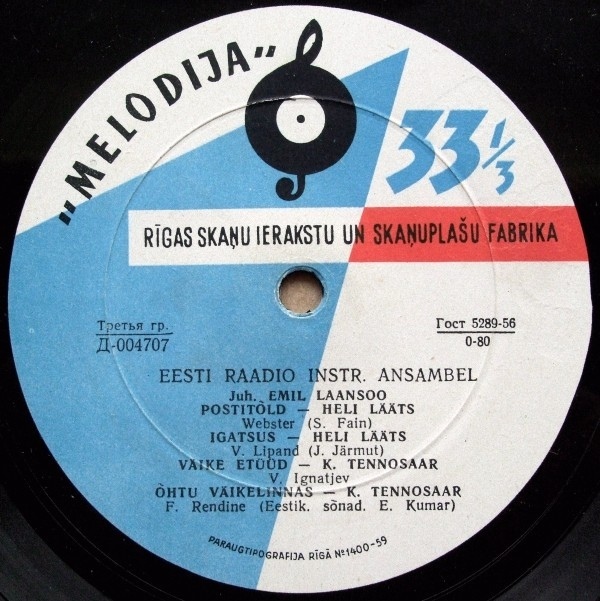 "MELODIJA"
33 1/3
RĪGAS SKAŅU IERAKSTU UN SKAŅUPLAŠU FABRIKA
Третья гр.
Д-004707
Гост 5289-56
0-80
EESTI RAADIO INSTR. ANSAMBEL
Juh. EMIL LAANSOO
POSTITÕLD — HELI LÄÄTS
Webster (S. Fain)
IGATSUS — HELI LÄÄTS
V. Lipand (J. Järmut)
VÄIKE ETÜÜD — K. TENNOSAAR
V. Ignatjev
ÕHTU VÄIKELINNAS — K. TENNOSAAR
F. Rendine (Eestik. sõnad. E. Kumar)
PARAUGTIPOGRAFIJA RĪGĀ №1400-59